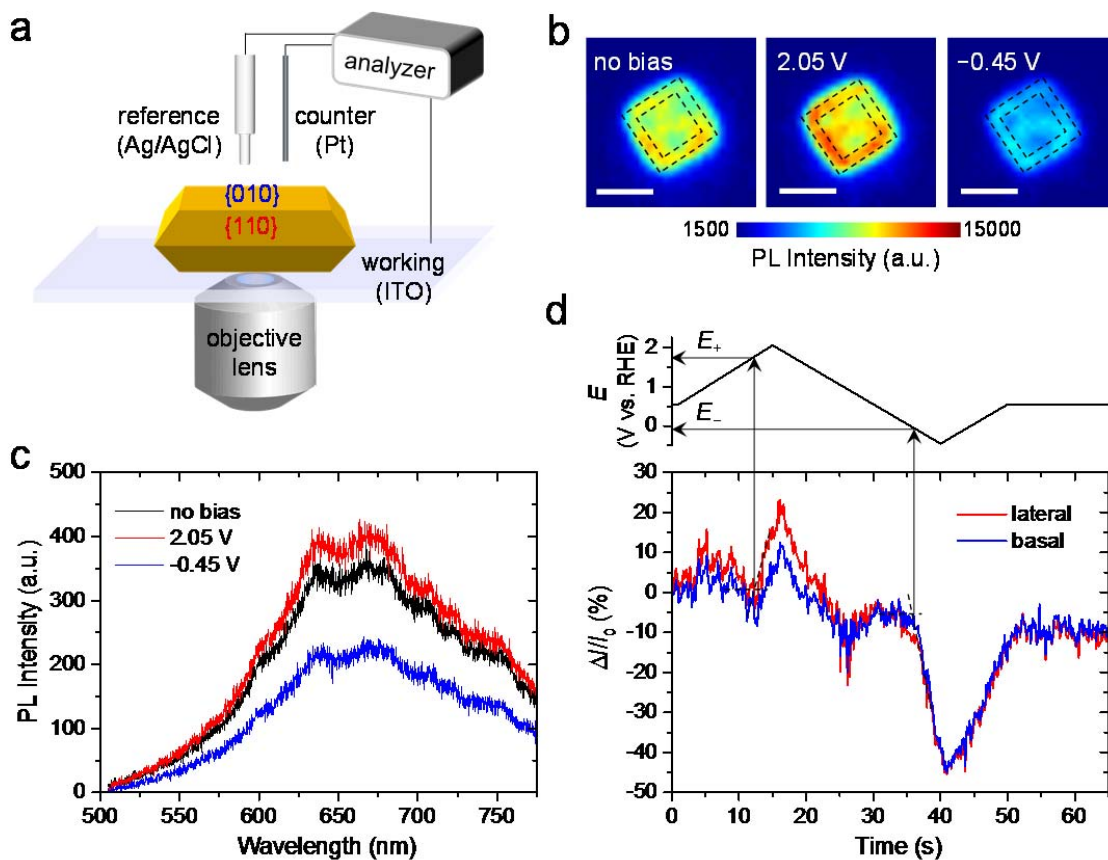 a
analyzer
reference
(Ag/AgCl)
counter
(Pt)
{010}
{110}
working
(ITO)
objective
lens
b
no bias
2.05 V
−0.45 V
1500
15000
PL Intensity (a.u.)
c
500
400
300
200
100
0
PL Intensity (a.u.)
no bias
2.05 V
-0.45 V
500
550
600
650
700
750
Wavelength (nm)
d
E
(V vs. RHE)
2
1
0
E+
E−
30
20
10
0
-10
-20
-30
-40
-50
ΔI/I0 (%)
lateral
basal
0
10
20
30
40
50
60
Time (s)